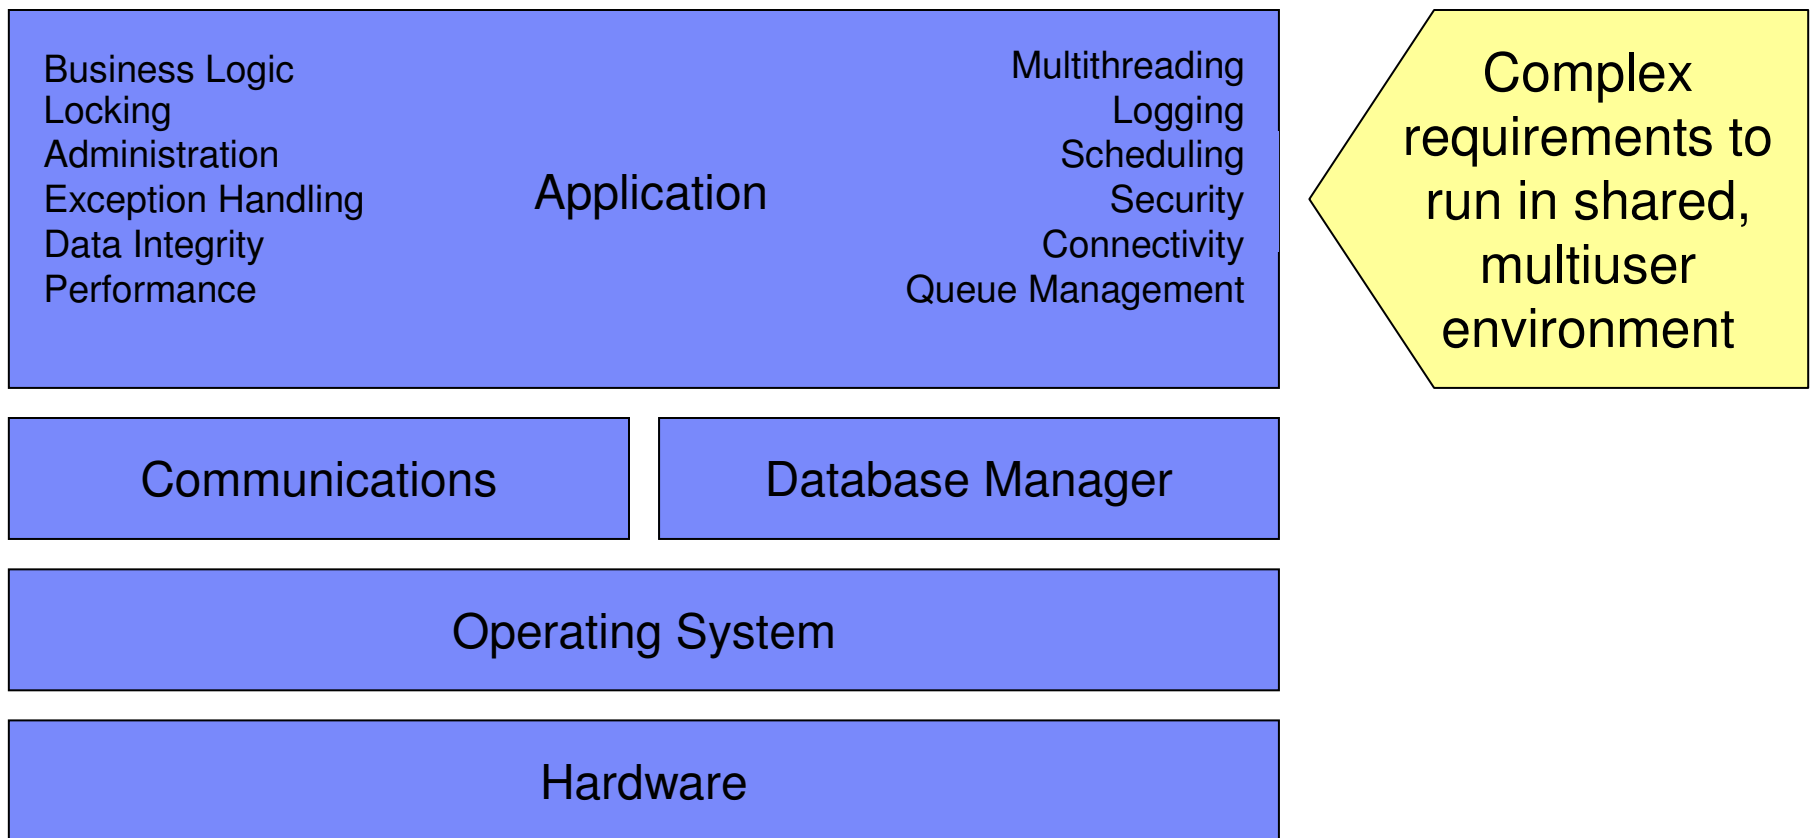 Business Logic
Locking
Administration
Exception Handling
Data Integrity
Performance
Application
Multithreading
Logging
Scheduling
Security
Connectivity
Queue Management
Complex
requirements to
run in shared,
multiuser
environment
Communications
Database Manager
Operating System
Hardware